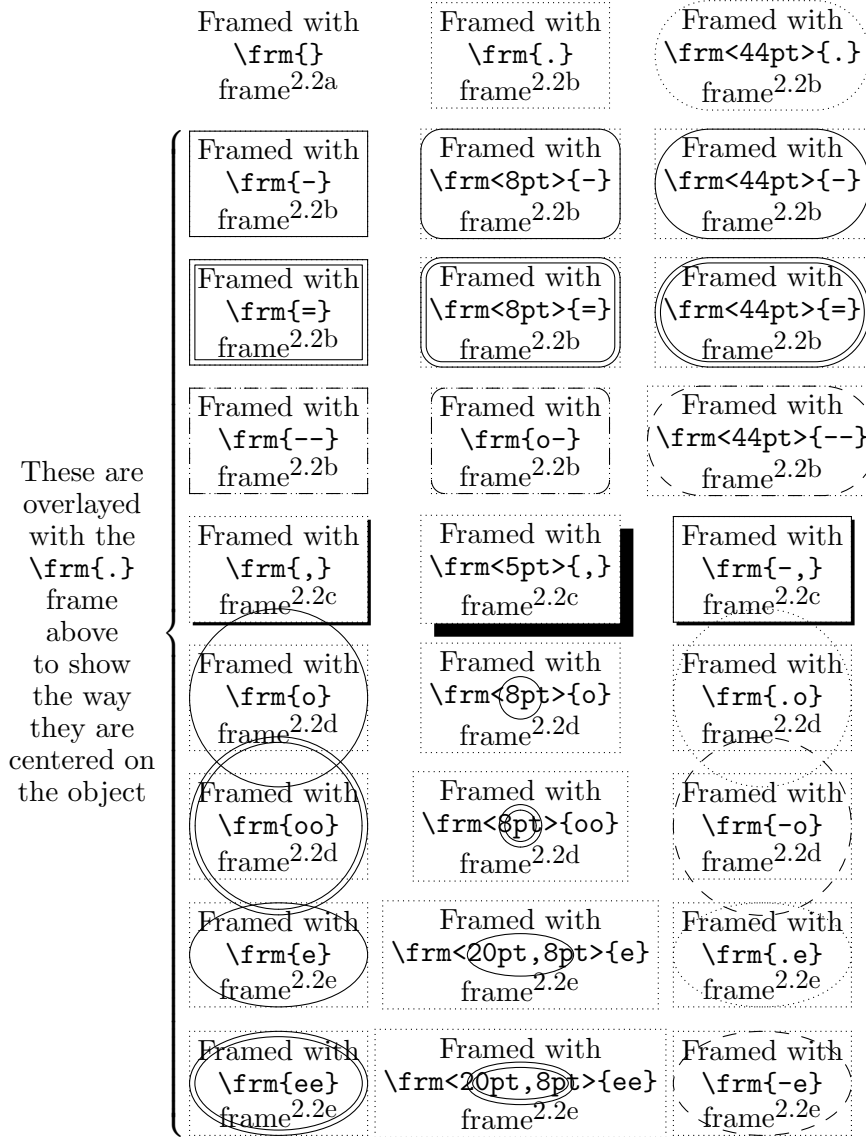 Framed with
\frm{}
frame2.2a
Framed with
\frm{.}
frame2.2b
Framed with
\frm<44pt>{.}
frame2.2b
These are
overlayed
with the
\frm{.}
frame
above
to show
the way
they are
centered on
the object
Framed with
\frm{-}
frame2.2b
Framed with
\frm<8pt>{-}
frame2.2b
Framed with
\frm<44pt>{-}
frame2.2b
Framed with
\frm{=}
frame2.2b
Framed with
\frm<8pt>{=}
frame2.2b
Framed with
\frm<44pt>{=}
frame2.2b
Framed with
\frm{--}
frame2.2b
Framed with
\frm{o-}
frame2.2b
Framed with
\frm<44pt>{--}
frame2.2b
Framed with
\frm{,}
frame2.2c
Framed with
\frm<5pt>{,}
frame2.2c
Framed with
\frm{-,}
frame2.2c
Framed with
\frm{o}
frame2.2d
Framed with
\frm<8pt>{o}
frame2.2d
Framed with
\frm{.o}
frame2.2d
Framed with
\frm{oo}
frame2.2d
Framed with
\frm<8pt>{oo}
frame2.2d
Framed with
\frm{-o}
frame2.2d
Framed with
\frm{e}
frame2.2e
Framed with
\frm<20pt,8pt>{e}
frame2.2e
Framed with
\frm{.e}
frame2.2e
Framed with
\frm{ee}
frame2.2e
Framed with
\frm<20pt,8pt>{ee}
frame2.2e
Framed with
\frm{-e}
frame2.2e